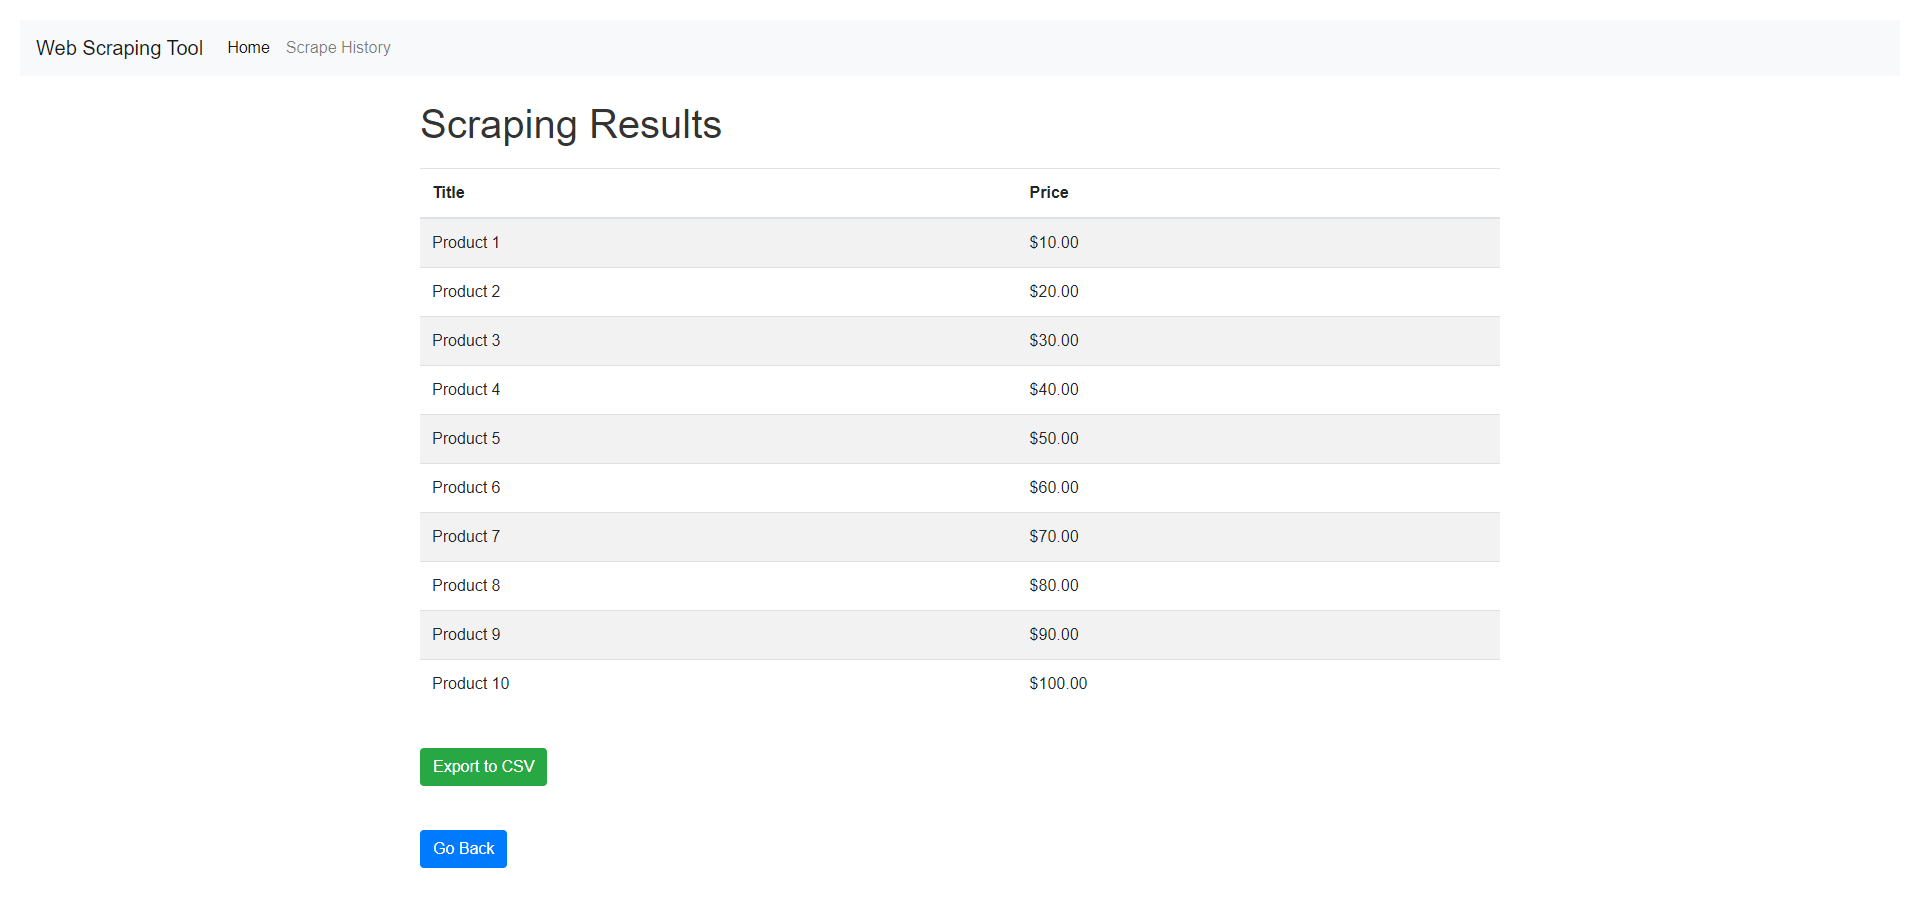 Web Scraping Tool Home Scrape History
Scraping Results
Title Price
Product 1 $10.00
Product 2 $20.00
Product 3 $30.00
Product 4 $40.00
Product 5 $50.00
Product 6 $60.00
Product 7 $70.00
Product 8 $80.00
Product 9 $90.00
Product 10 $100.00
Export to CSV
Go Back